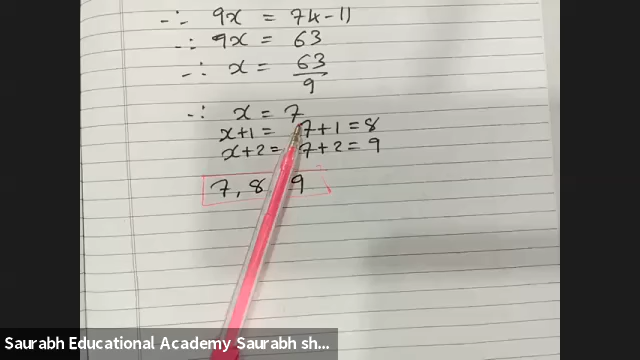 ∴ 9x = 74-11
∴ 9x = 63
∴ x = 63/9
∴ x = 7
x+1 = 7+1 = 8
x+2 = 7+2 = 9
7, 8 9
Saurabh Educational Academy Saurabh sh...